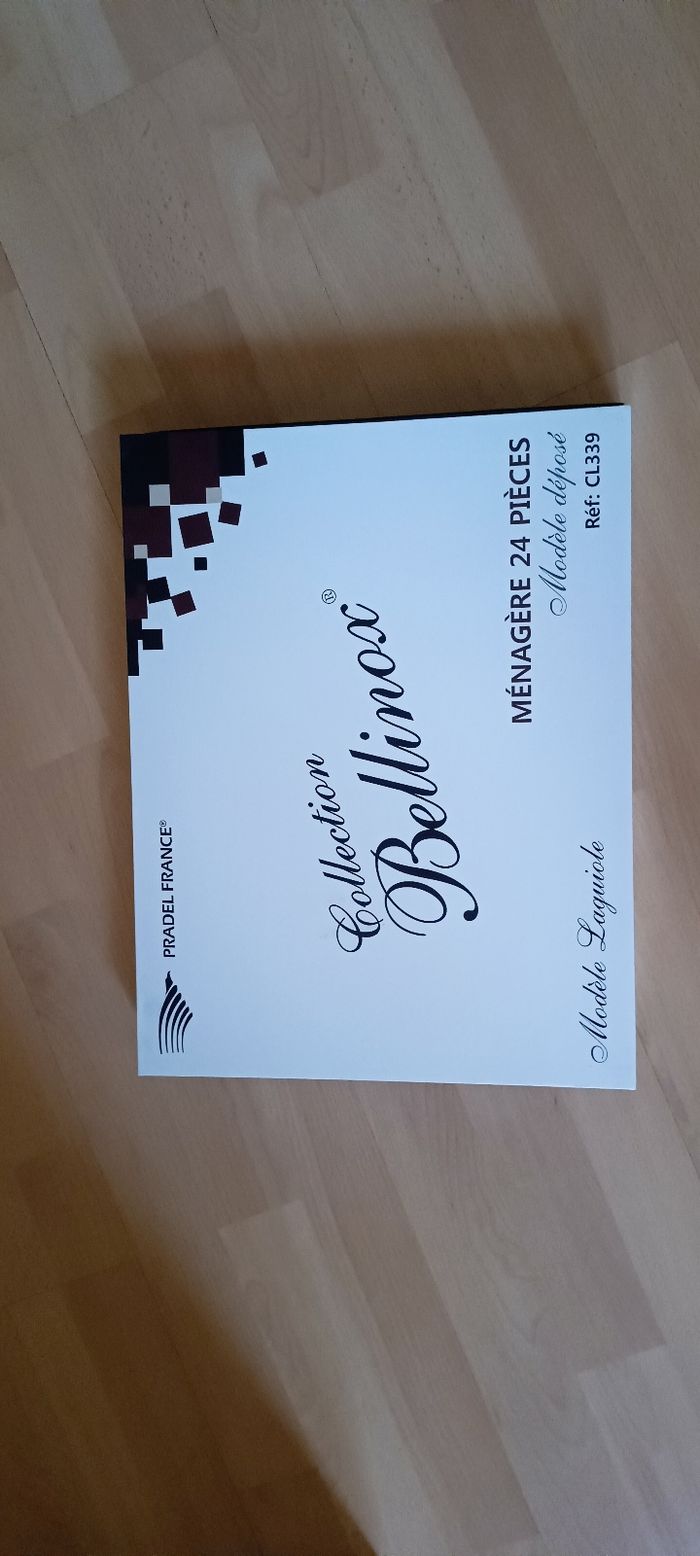 PRADEL FRANCE®
Collection
Bellinox®
MÉNAGÈRE 24 PIÈCES
Modèle déposé
Modèle Laguiole
Réf: CL339